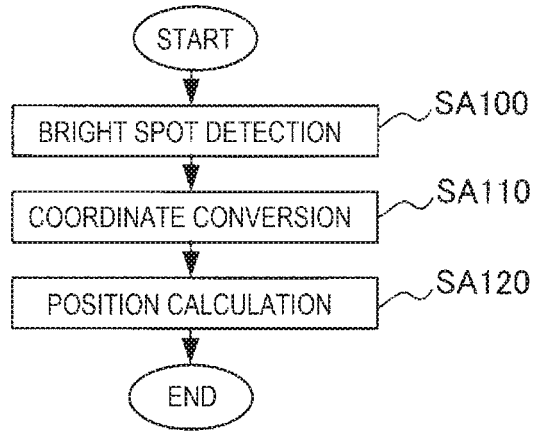 START
BRIGHT SPOT DETECTION
SA100
COORDINATE CONVERSION
SA110
POSITION CALCULATION
SA120
END